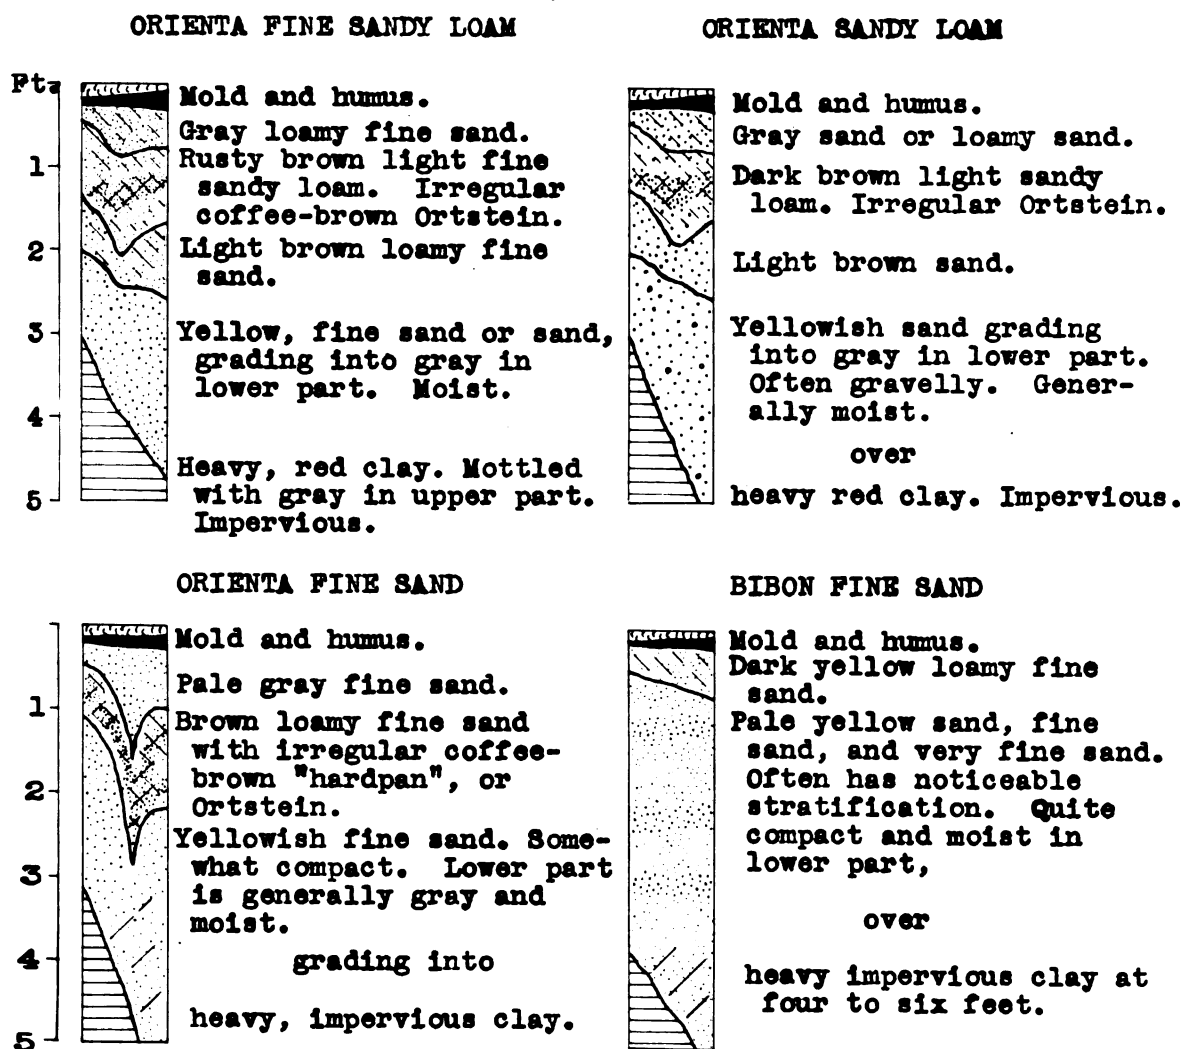 ORIENTA FINE SANDY LOAM
Ft.
1
2
3
4
5
Mold and humus.
Gray loamy fine sand.
Rusty brown light fine
sandy loam. Irregular
coffee-brown Ortstein.
Light brown loamy fine
sand.
Yellow, fine sand or sand,
grading into gray in
lower part. Moist.
Heavy, red clay. Mottled
with gray in upper part.
Impervious.
ORIENTA SANDY LOAM
Mold and humus.
Gray sand or loamy sand.
Dark brown light sandy
loam. Irregular Ortstein.
Light brown sand.
Yellowish sand grading
into gray in lower part.
Often gravelly. Gener-
ally moist.
over
heavy red clay. Impervious.
ORIENTA FINE SAND
1
2
3
4
5
Mold and humus.
Pale gray fine sand.
Brown loamy fine sand
with irregular coffee-
brown "hardpan", or
Ortstein.
Yellowish fine sand. Some-
what compact. Lower part
is generally gray and
moist.
grading into
heavy, impervious clay.
BIBON FINE SAND
Mold and humus.
Dark yellow loamy fine
sand.
Pale yellow sand, fine
sand, and very fine sand.
Often has noticeable
stratification. Quite
compact and moist in
lower part,
over
heavy impervious clay at
four to six feet.